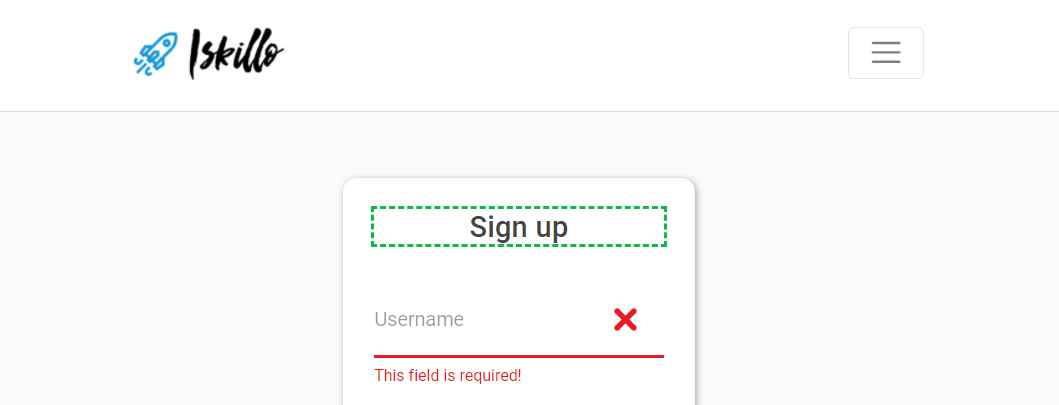 Iskillo
Sign up
Username
This field is required!